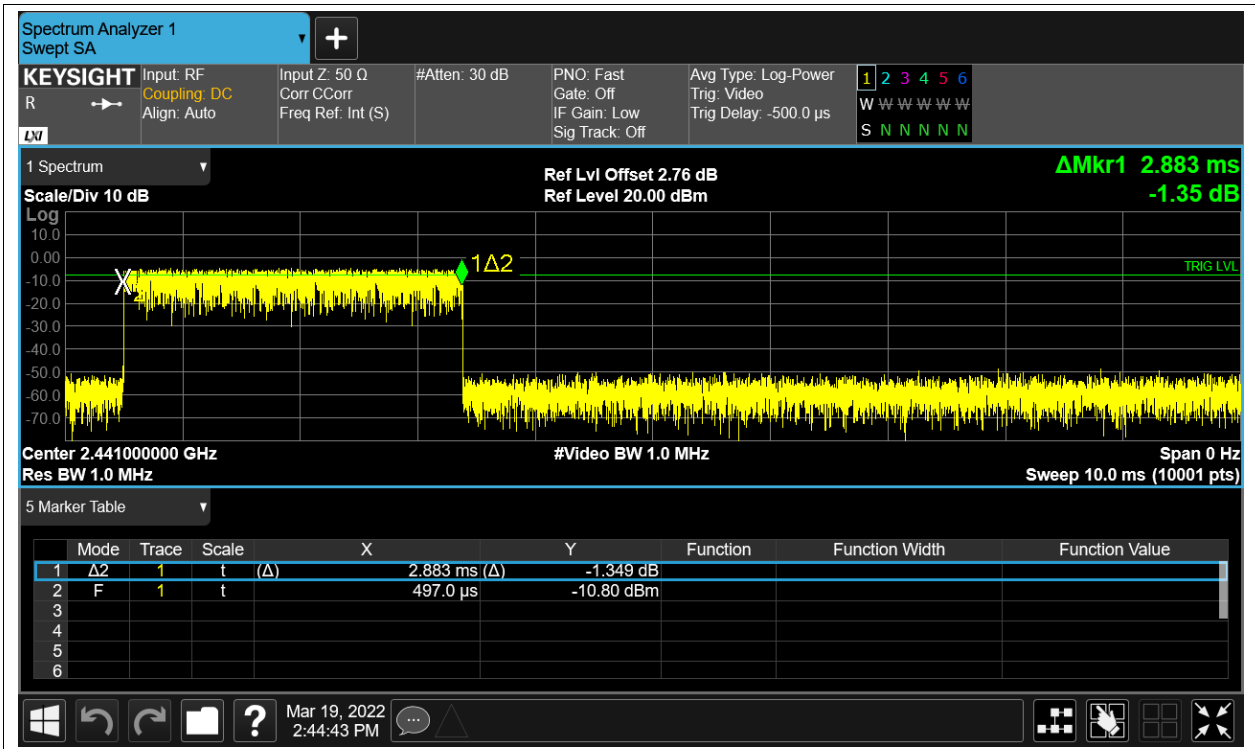 Spectrum Analyzer 1
Swept SA
+
KEYSIGHT Input: RF Input Z: 50 Ω #Atten: 30 dB PNO: Fast Avg Type: Log-Power 1 2 3 4 5 6
R Coupling: DC Corr CCorr Gate: Off Trig: Video W W W W W W
Align: Auto Freq Ref: Int (S) IF Gain: Low Trig Delay: -500.0 µs S N N N N N
LXI Sig Track: Off
1 Spectrum Ref Lvl Offset 2.76 dB ΔMkr1 2.883 ms
Scale/Div 10 dB Ref Level 20.00 dBm -1.35 dB
Log
10.0
0.00 1Δ2 TRIG LVL
-10.0 X
2
-20.0
-30.0
-40.0
-50.0
-60.0
-70.0
Center 2.441000000 GHz #Video BW 1.0 MHz Span 0 Hz
Res BW 1.0 MHz Sweep 10.0 ms (10001 pts)
5 Marker Table
Mode Trace Scale X Y Function Function Width Function Value
1 Δ2 1 t (Δ) 2.883 ms (Δ) -1.349 dB
2 F 1 t 497.0 µs -10.80 dBm
3
4
5
6
? Mar 19, 2022
2:44:43 PM